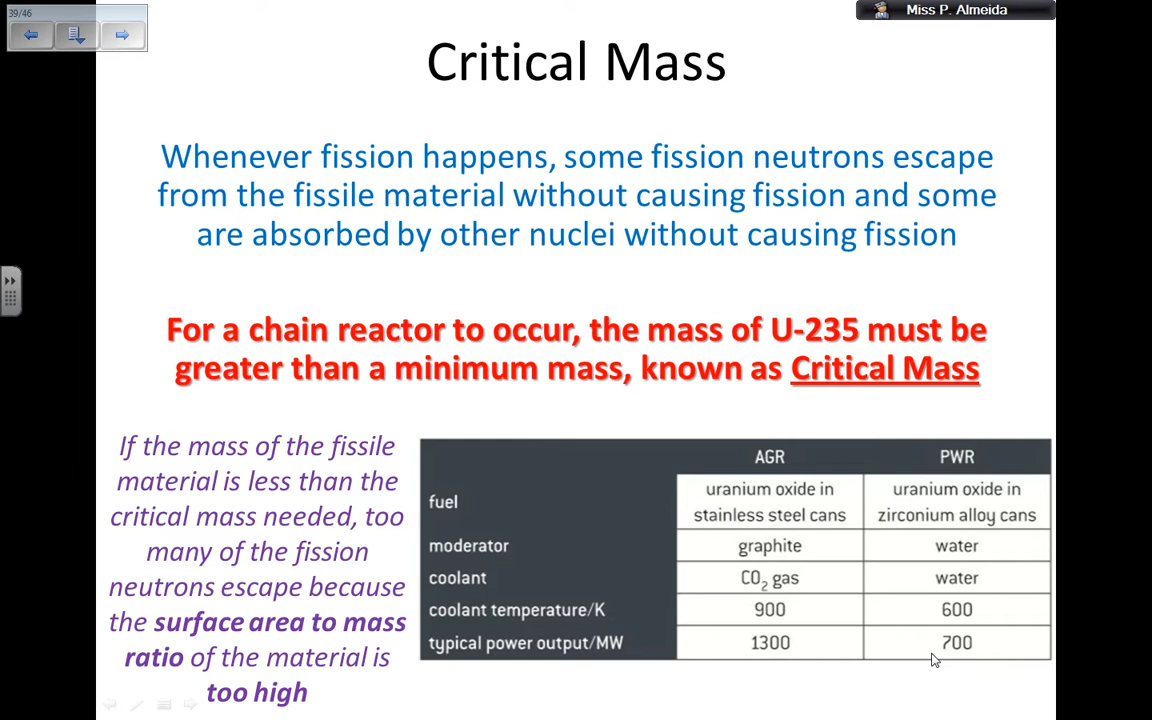 39/46
Miss P. Almeida
Critical Mass
Whenever fission happens, some fission neutrons escape
from the fissile material without causing fission and some
are absorbed by other nuclei without causing fission
For a chain reactor to occur, the mass of U-235 must be
greater than a minimum mass, known as Critical Mass
If the mass of the fissile
material is less than the
critical mass needed, too
many of the fission
neutrons escape because
the surface area to mass
ratio of the material is
too high
AGR PWR
fuel uranium oxide in stainless steel cans uranium oxide in zirconium alloy cans
moderator graphite water
coolant CO₂ gas water
coolant temperature/K 900 600
typical power output/MW 1300 700